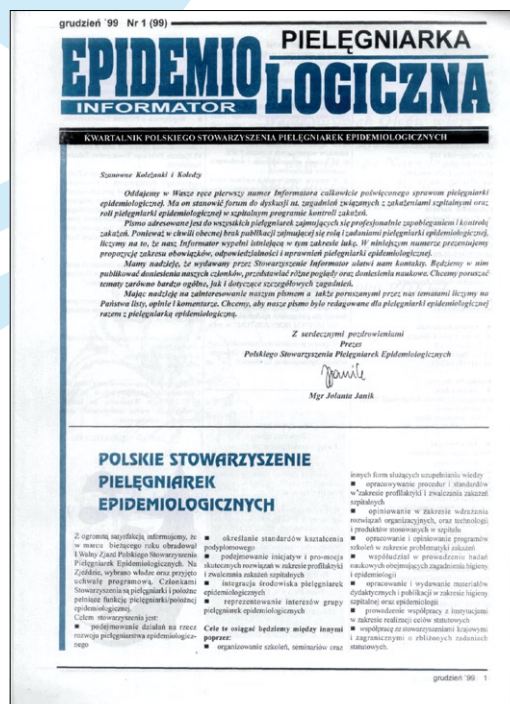 grudzień `99 Nr 1 (99)
PIELĘGNIARKA
EPIDEMIOLOGICZNA
INFORMATOR
KWARTALNIK POLSKIEGO STOWARZYSZENIA PIELĘGNIAREK EPIDEMIOLOGICZNYCH
Szanowne Koleżanki i Koledzy
Oddajemy w Wasze ręce pierwszy numer Informatora całkowicie poświęconego sprawom pielęgniarki
epidemiologicznej. Ma on stanowić forum do dyskusji nt. zagadnień związanych z zakażeniami szpitalnymi oraz
roli pielęgniarki epidemiologicznej w szpitalnym programie kontroli zakażeń.
Pismo adresowane jest do wszystkich pielęgniarek zajmujących się profesjonalnie zapobieganiem i kontrolą
zakażeń. Ponieważ w chwili obecnej brak publikacji zajmującej się rolą i zadaniami pielęgniarki epidemiologicznej,
liczymy na to, że nasz Informator wypełni istniejącą w tym zakresie lukę. W niniejszym numerze prezentujemy
propozycję zakresu obowiązków, odpowiedzialności i uprawnień pielęgniarki epidemiologicznej.
Mamy nadzieję, że wydawany przez Stowarzyszenie Informator ułatwi nam kontakty. Będziemy w nim
publikować doniesienia naszych członków, przedstawiać różne poglądy oraz doniesienia naukowe. Chcemy poruszać
tematy zarówno bardzo ogólne, jak i dotyczące szczegółowych zagadnień.
Mając nadzieję na zainteresowanie naszym pismem a także poruszanymi przez nas tematami liczymy na
Państwa listy, opinie i komentarze. Chcemy, aby nasze pismo było redagowane dla pielęgniarki epidemiologicznej
razem z pielęgniarką epidemiologiczną.
Z serdecznymi pozdrowieniami
Prezes
Polskiego Stowarzyszenia Pielęgniarek Epidemiologicznych
Mgr Jolanta Janik
POLSKIE STOWARZYSZENIE
PIELĘGNIAREK
EPIDEMIOLOGICZNYCH
Z ogromną satysfakcją informujemy, że
w marcu bieżącego roku obradował
I Walny Zjazd Polskiego Stowarzyszenia
Pielęgniarek Epidemiologicznych. Na
Zjeździe, wybrano władze oraz przyjęto
uchwałę programową. Członkami
Stowarzyszenia są pielęgniarki i położne
pełniące funkcję pielęgniarki/położnej
epidemiologicznej.
Celem stowarzyszenia jest:
■ podejmowanie działań na rzecz
rozwoju pielęgniarstwa epidemiologicz-
nego
■ określanie standardów kształcenia
podyplomowego
■ podejmowanie inicjatyw i pro-mocja
skutecznych rozwiązań w zakresie profilaktyki
i zwalczania zakażeń szpitalnych
■ integracja środowiska pielęgniarek
epidemiologicznych
■ reprezentowanie interesów grupy
pielęgniarek epidemiologicznych
Cele te osiągać będziemy między innymi
poprzez:
■ organizowanie szkoleń, seminariów oraz
innych form służących uzupełnianiu wiedzy
■ opracowywanie procedur i standardów
w zakresie profilaktyki i zwalczania zakażeń
szpitalnych
■ opiniowanie w zakresie wdrażania
rozwiązań organizacyjnych, oraz technologii
i produktów stosowanych w szpitalu
■ opracowanie i opiniowanie programów
szkoleń w zakresie problematyki zakażeń
■ współudział w prowadzeniu badań
naukowych obejmujących zagadnienia higieny
i epidemiologii
■ opracowanie i wydawanie materiałów
dydaktycznych i publikacji w zakresie higieny
szpitalnej oraz epidemiologii
■ prowadzenie współpracy z instytucjami
w zakresie realizacji celów statutowych
■ współpracę ze stowarzyszeniami krajowymi
i zagranicznymi o zbliżonych zadaniach
statutowych.
grudzień `99 1